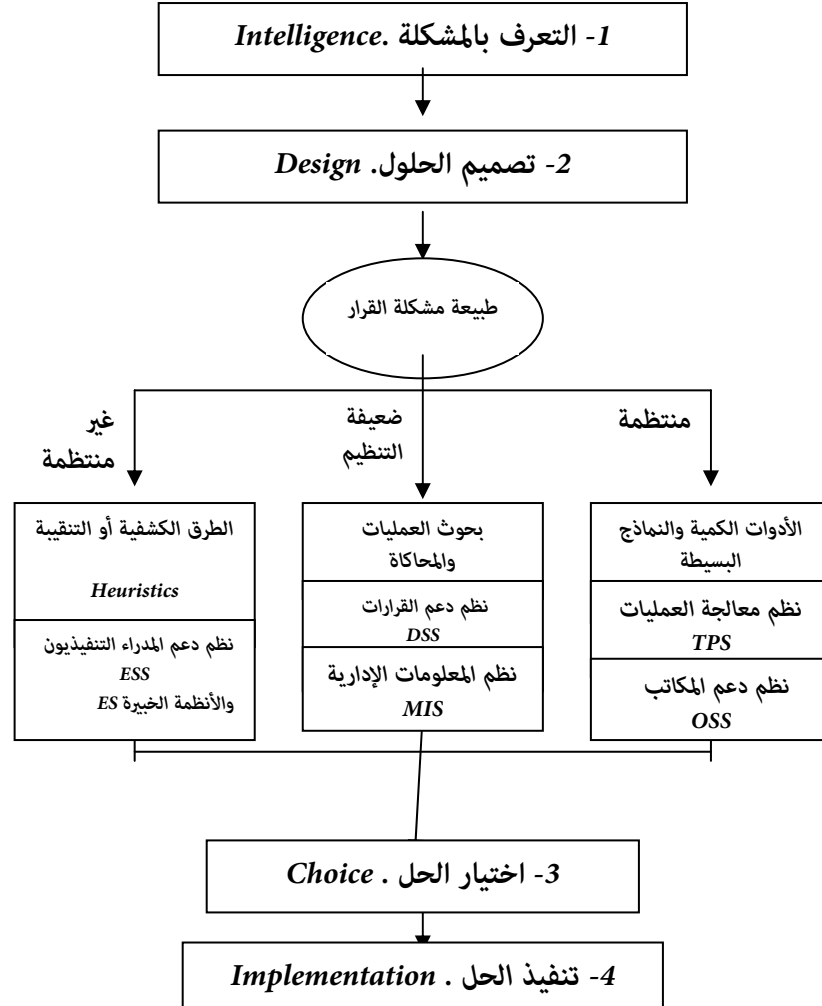 1- التعرف بالمشكلة .Intelligence
2- تصميم الحلول. Design
طبيعة مشكلة القرار
منتظمة
ضعيفة
التنظيم
غير
منتظمة
الأدوات الكمية والنماذج
البسيطة
نظم معالجة العمليات
TPS
نظم دعم المكاتب
OSS
بحوث العمليات
والمحاكاة
نظم دعم القرارات
DSS
نظم المعلومات الإدارية
MIS
الطرق الكشفية أو التنقيبة
Heuristics
نظم دعم المدراء التنفيذيون
ESS
والأنظمة الخبيرة ES
3- اختيار الحل . Choice
4- تنفيذ الحل . Implementation